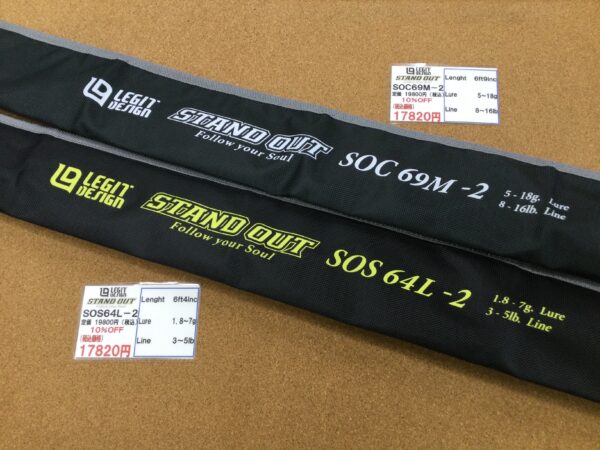 LEGIT DESIGN
STAND OUT
SOC69M-2
定価 19800円(税込)
10%OFF
(税込価格)
17820円
Lenght 6ft9inc
Lure 5~18g
Line 8~16lb
LEGIT DESIGN
STAND OUT
Follow your Soul
SOC 69M -2
5 - 18g. Lure
8 - 16lb. Line
LEGIT DESIGN
STAND OUT
Follow your Soul
SOS 64L -2
1.8 - 7g. Lure
3 - 5lb. Line
LEGIT DESIGN
STAND OUT
SOS64L-2
定価 19800円(税込)
10%OFF
(税込価格)
17820円
Lenght 6ft4inc
Lure 1.8~7g
Line 3~5lb